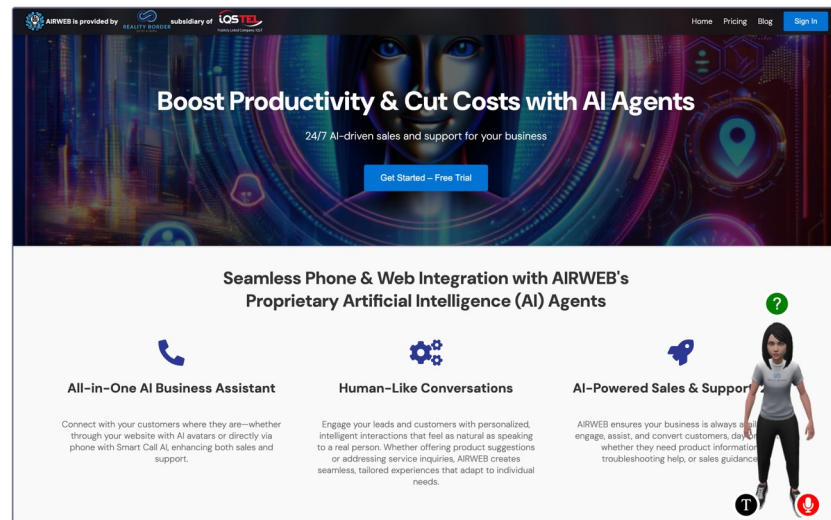 AIRWEB is provided by
REALITY BORDER
subsidiary of
iQSTEL
Publicly Listed Company: IQST
Home
Pricing
Blog
Sign In
Boost Productivity & Cut Costs with AI Agents
24/7 AI-driven sales and support for your business
Get Started – Free Trial
Seamless Phone & Web Integration with AIRWEB's
Proprietary Artificial Intelligence (AI) Agents
?
All-in-One AI Business Assistant
Connect with your customers where they are—whether
through your website with AI avatars or directly via
phone with Smart Call AI, enhancing both sales and
support.
Human-Like Conversations
Engage your leads and customers with personalized,
intelligent interactions that feel as natural as speaking
to a real person. Whether offering product suggestions
or addressing service inquiries, AIRWEB creates
seamless, tailored experiences that adapt to individual
needs.
AI-Powered Sales & Support
AIRWEB ensures your business is always
engage, assist, and convert customers, day
whether they need product information
troubleshooting help, or sales guidance
T